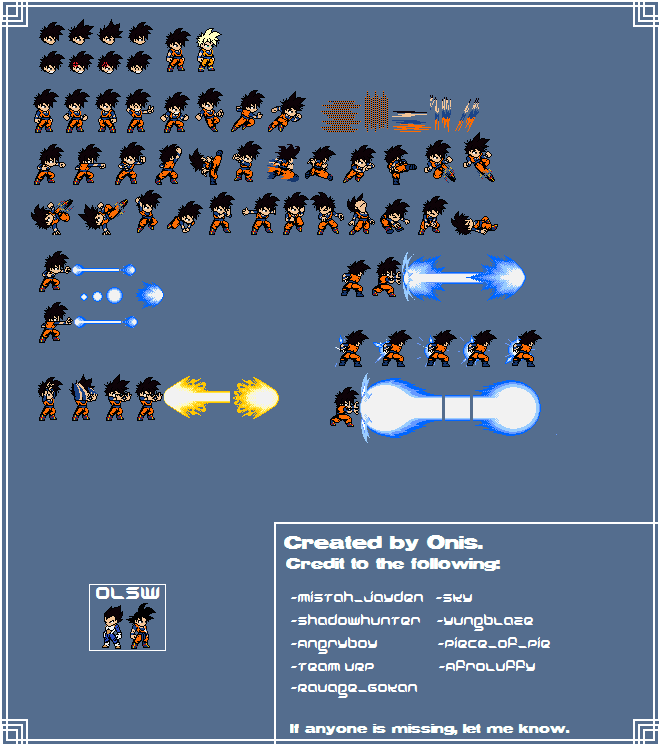 OLSW
Created by Onis.
Credit to the following:
-Mistah_Jayden -Sky
-Shadowhunter -YungBlaze
-AngryBoy -Piece_of_Pie
-Team URP -AfroLuffy
-Ravage_Gokan
If anyone is missing, let me know.